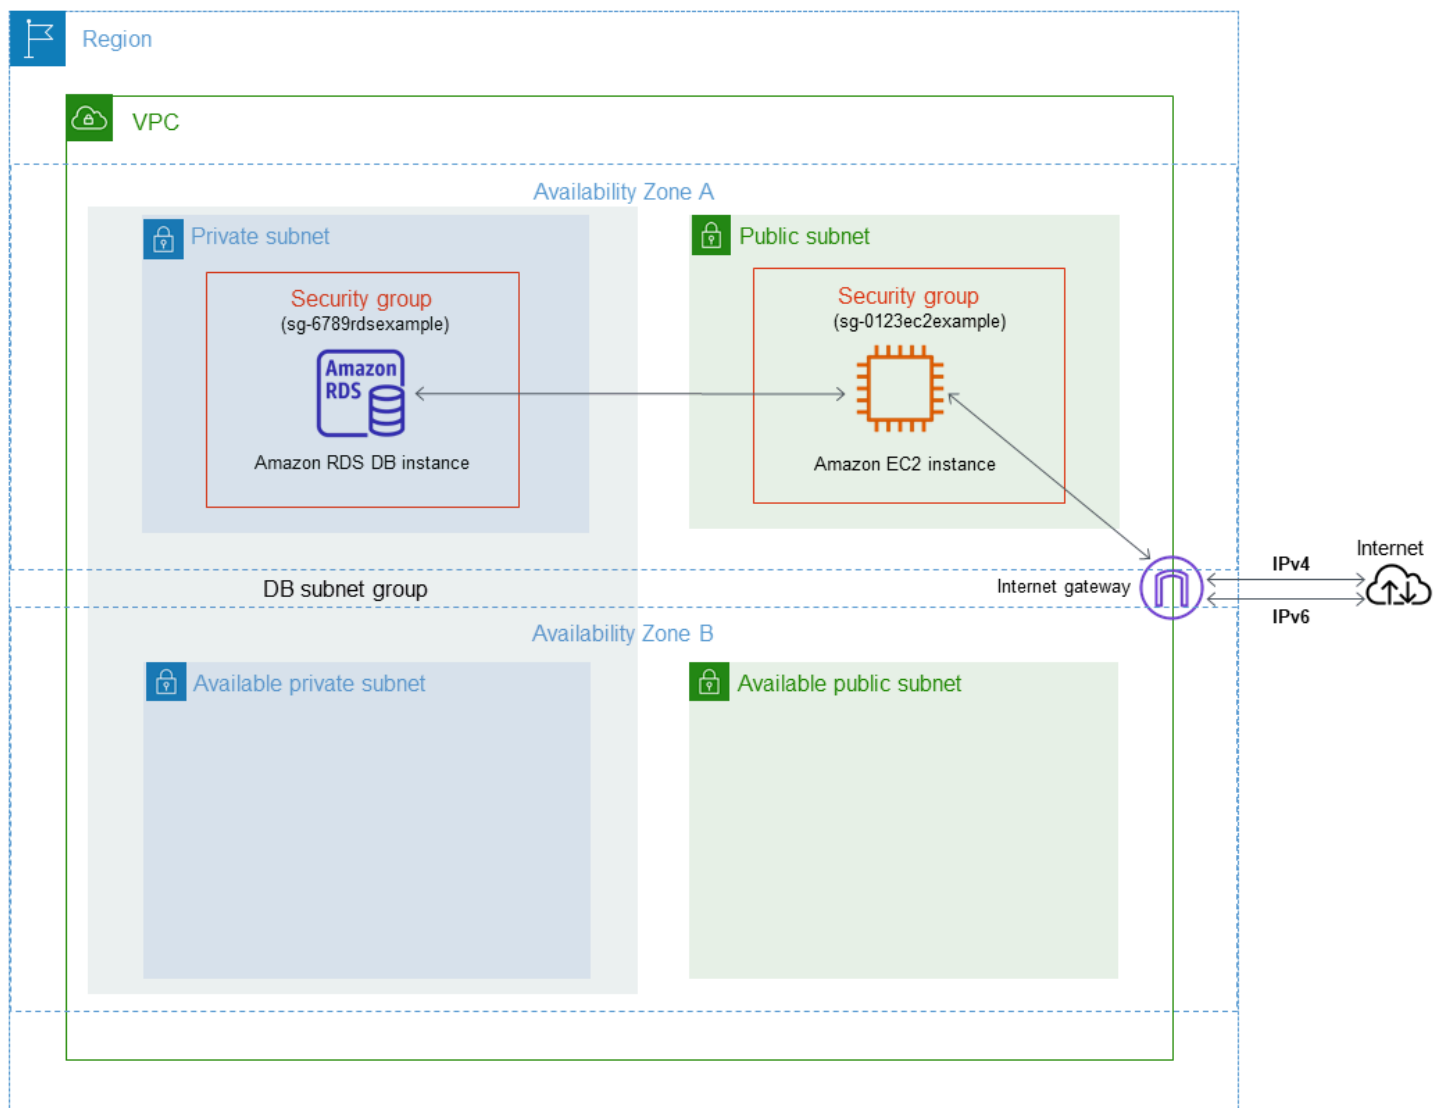 Region
VPC
Availability Zone A
Private subnet
Public subnet
Security group
(sg-6789rdsexample)
Security group
(sg-0123ec2example)
Amazon
RDS
Amazon RDS DB instance
Amazon EC2 instance
Internet
IPv4
DB subnet group
Internet gateway
IPv6
Availability Zone B
Available private subnet
Available public subnet